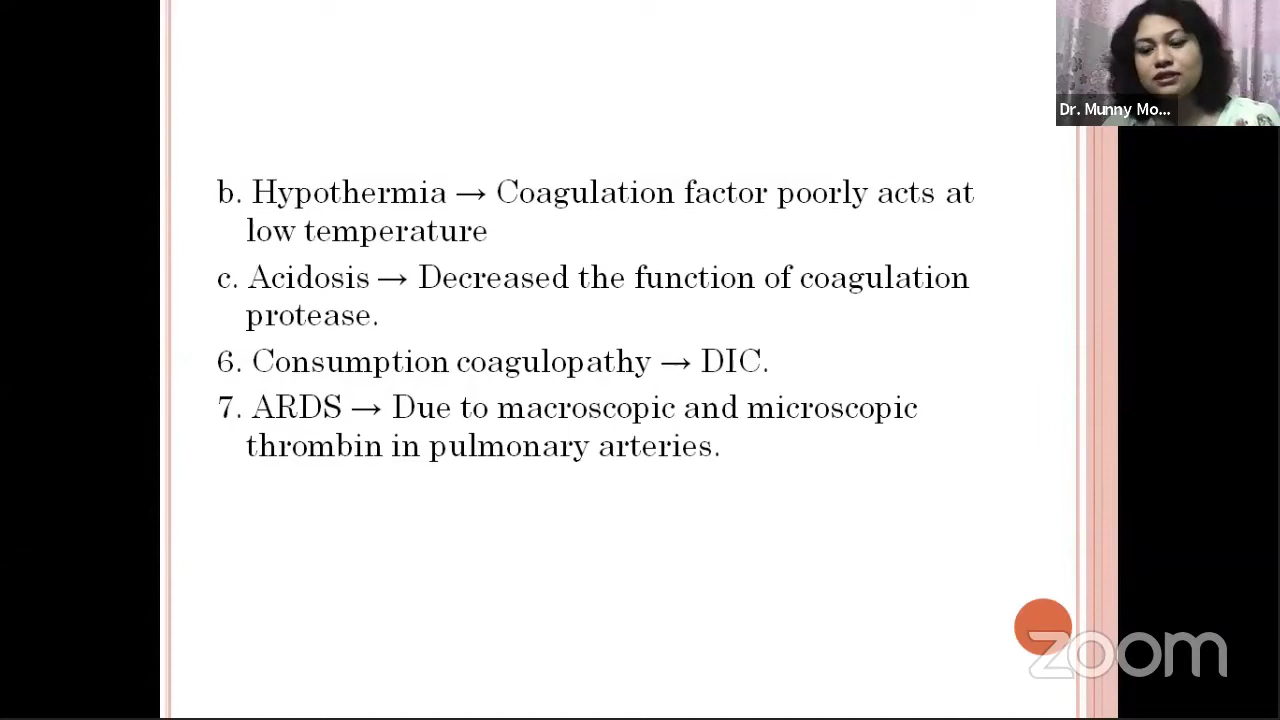 Dr. Munny Mo...
b. Hypothermia → Coagulation factor poorly acts at
low temperature
c. Acidosis → Decreased the function of coagulation
protease.
6. Consumption coagulopathy → DIC.
7. ARDS → Due to macroscopic and microscopic
thrombin in pulmonary arteries.
zoom